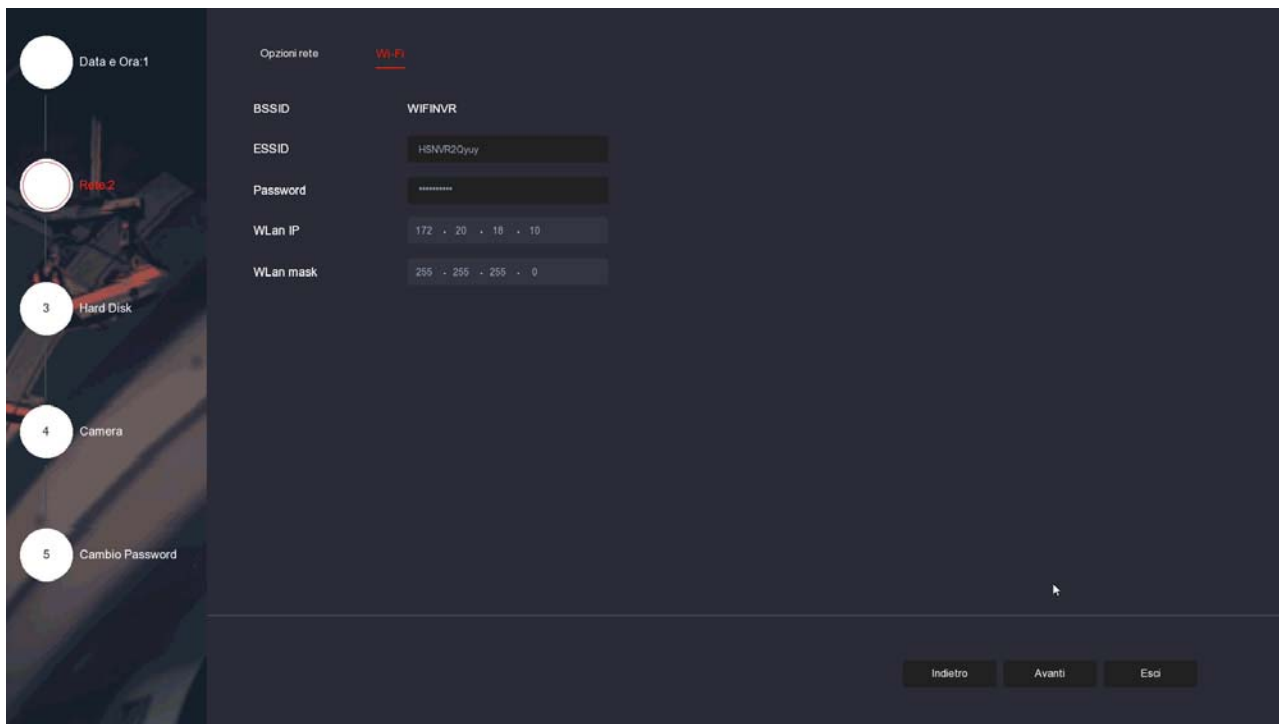 Data e Ora:1
Rete:2
3 Hard Disk
4 Camera
5 Cambio Password
Opzioni rete Wi-Fi
BSSID WIFINVR
ESSID HSNVR2Qyuy
Password **********
WLan IP 172 . 20 . 18 . 10
WLan mask 255 . 255 . 255 . 0
Indietro Avanti Esci